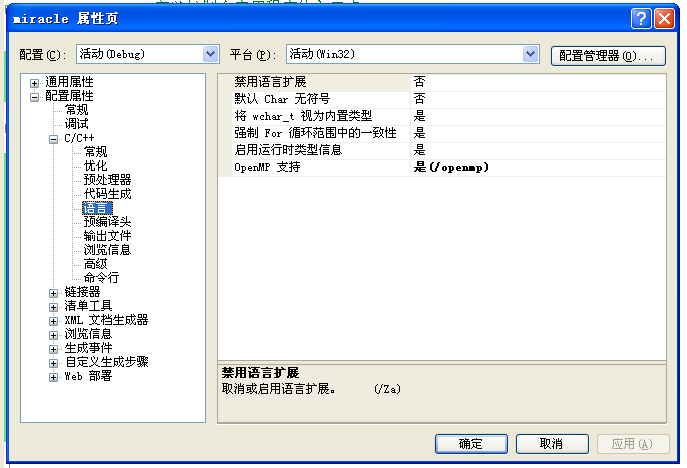 miracle 属性页
配置(C): 活动(Debug) 平台(P): 活动(Win32) 配置管理器(O)...
通用属性
配置属性
常规
调试
C/C++
常规
优化
预处理器
代码生成
语言
预编译头
输出文件
浏览信息
高级
命令行
链接器
清单工具
XML 文档生成器
浏览信息
生成事件
自定义生成步骤
Web 部署
禁用语言扩展 否
默认 Char 无符号 否
将 wchar_t 视为内置类型 是
强制 For 循环范围中的一致性 是
启用运行时类型信息 是
OpenMP 支持 是(/openmp)
禁用语言扩展
取消或启用语言扩展。 (/Za)
确定 取消 应用(A)